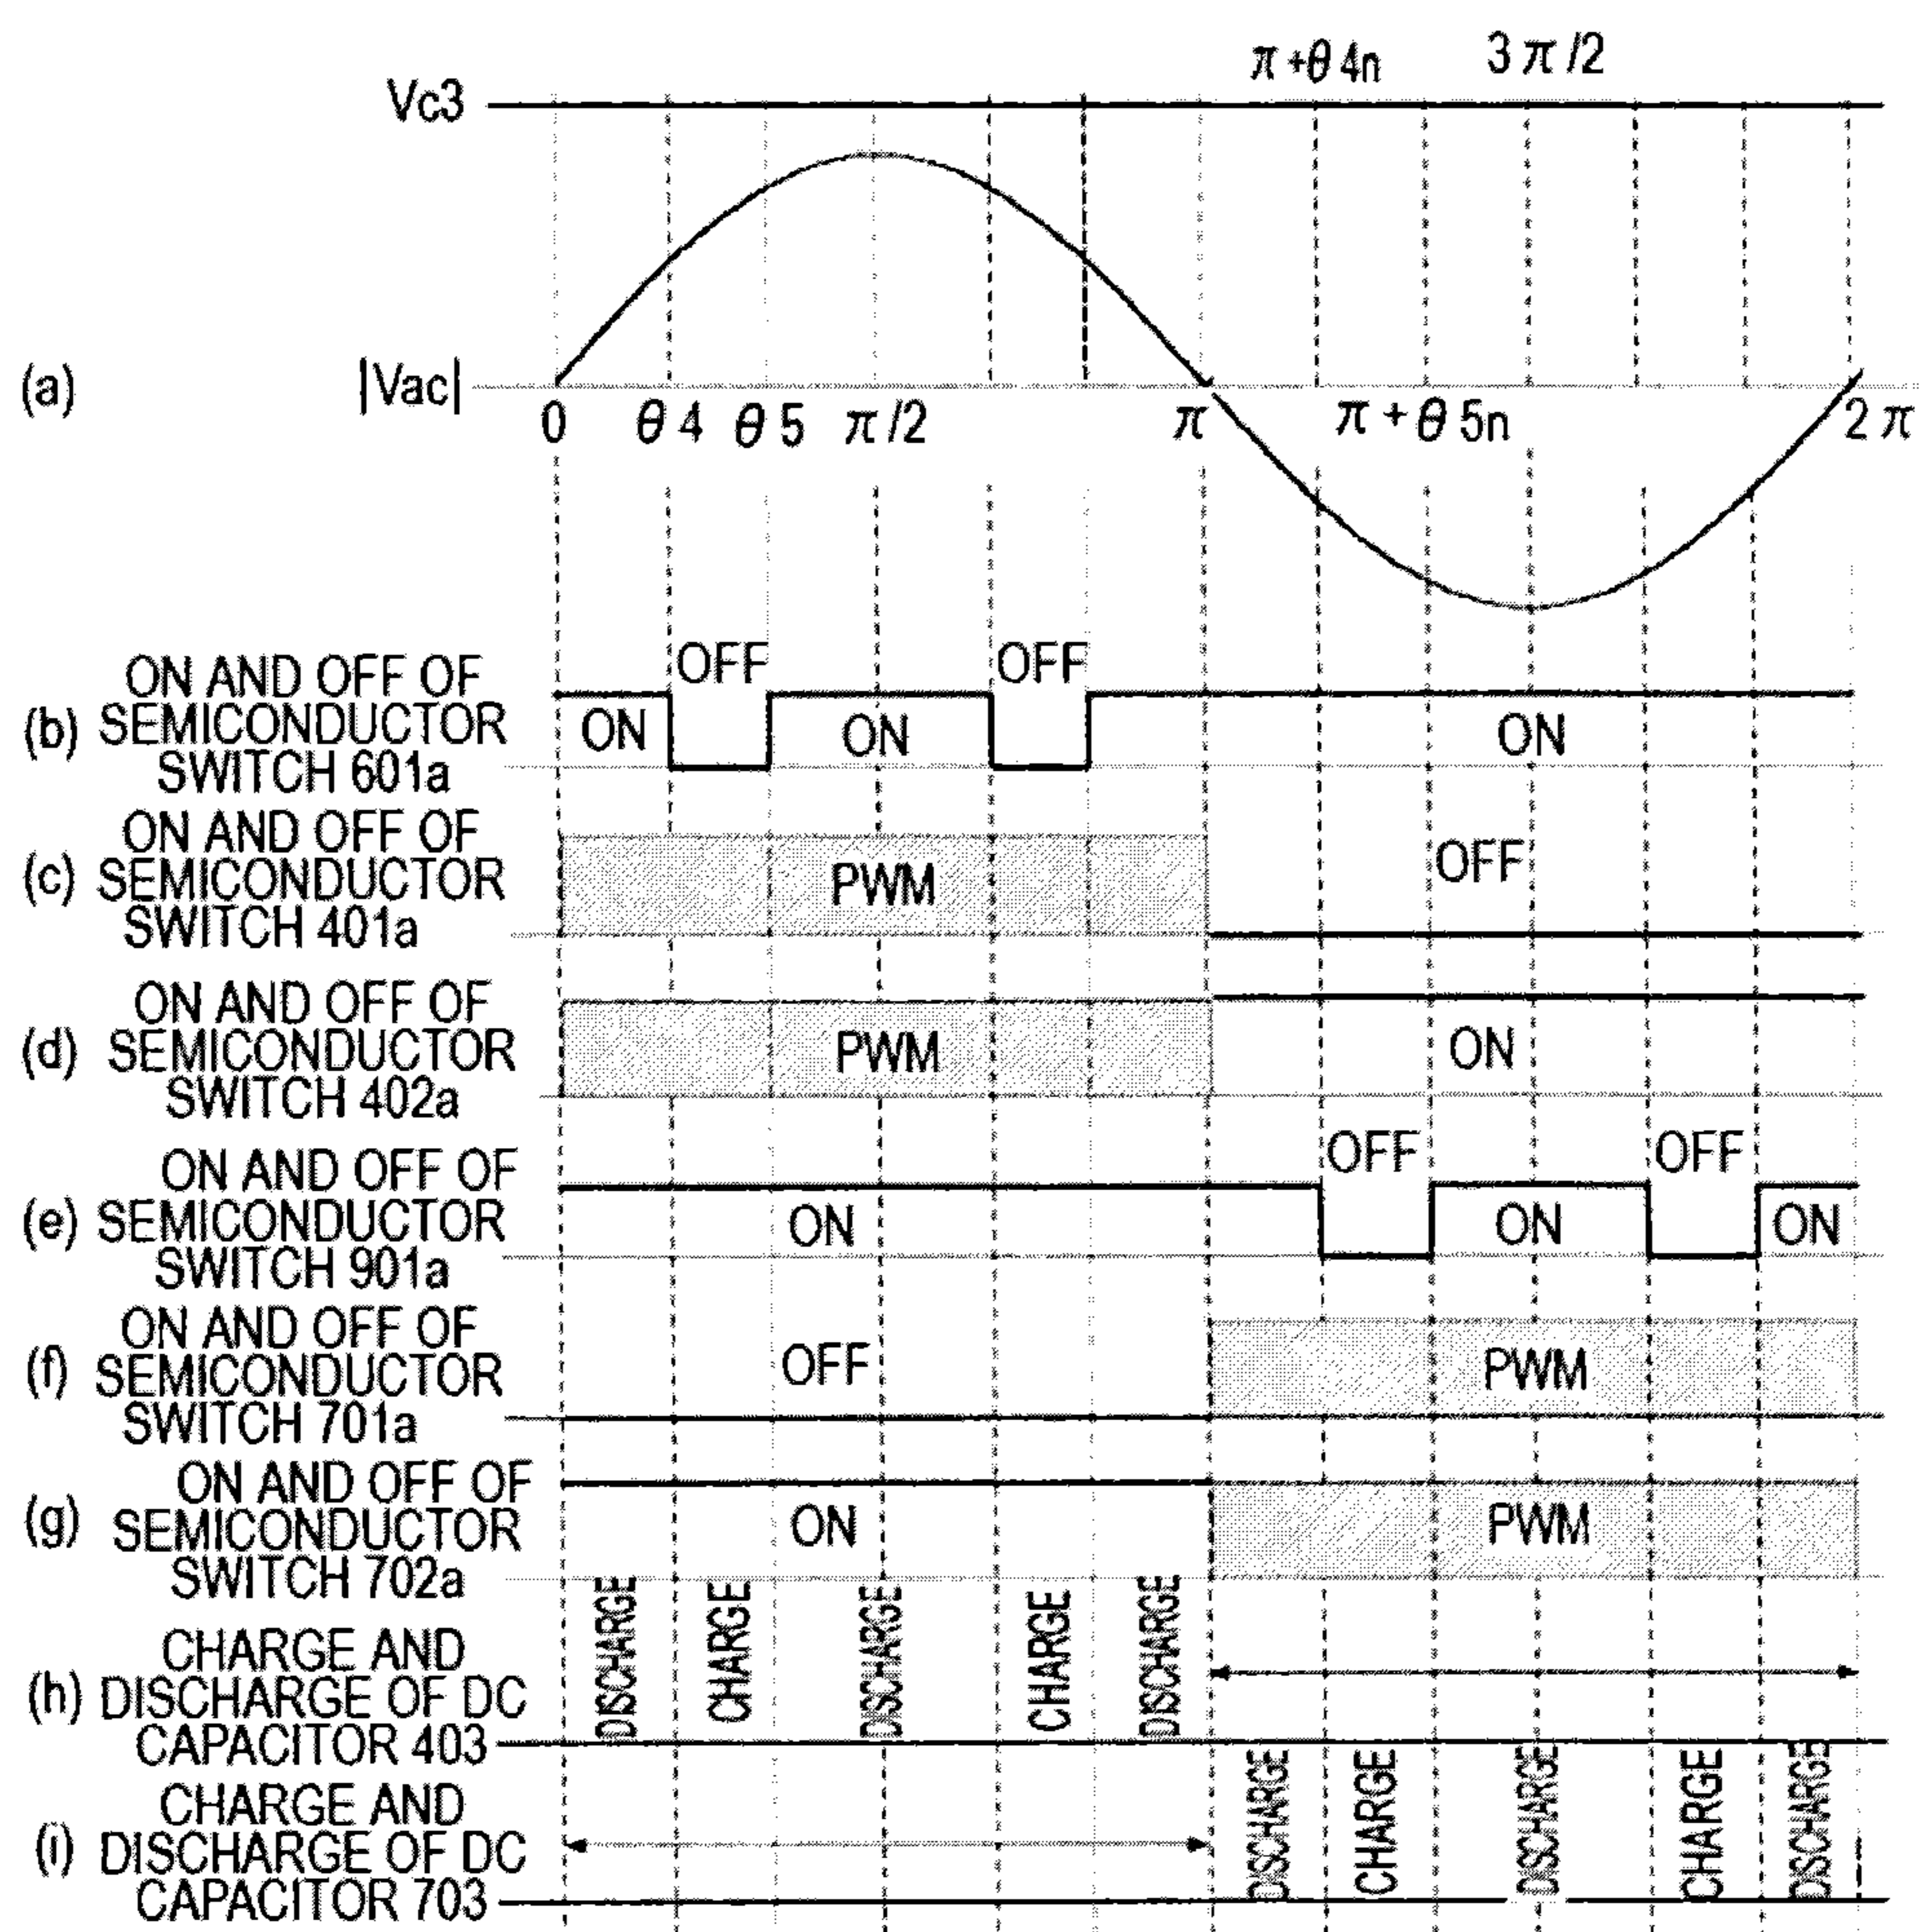 π+θ4n 3π/2
Vc3
(a) |Vac|
0 θ4 θ5 π/2 π π+θ5n 2π
OFF OFF
ON AND OFF OF
(b) SEMICONDUCTOR
SWITCH 601a
ON ON ON
ON AND OFF OF
(c) SEMICONDUCTOR
SWITCH 401a
PWM OFF
ON AND OFF OF
(d) SEMICONDUCTOR
SWITCH 402a
PWM ON
OFF OFF
ON AND OFF OF
(e) SEMICONDUCTOR
SWITCH 901a
ON ON ON
ON AND OFF OF
(f) SEMICONDUCTOR
SWITCH 701a
OFF PWM
ON AND OFF OF
(g) SEMICONDUCTOR
SWITCH 702a
ON PWM
CHARGE AND
(h) DISCHARGE OF DC
CAPACITOR 403
DISCHARGE CHARGE DISCHARGE CHARGE DISCHARGE
CHARGE AND
(i) DISCHARGE OF DC
CAPACITOR 703
DISCHARGE CHARGE DISCHARGE CHARGE DISCHARGE